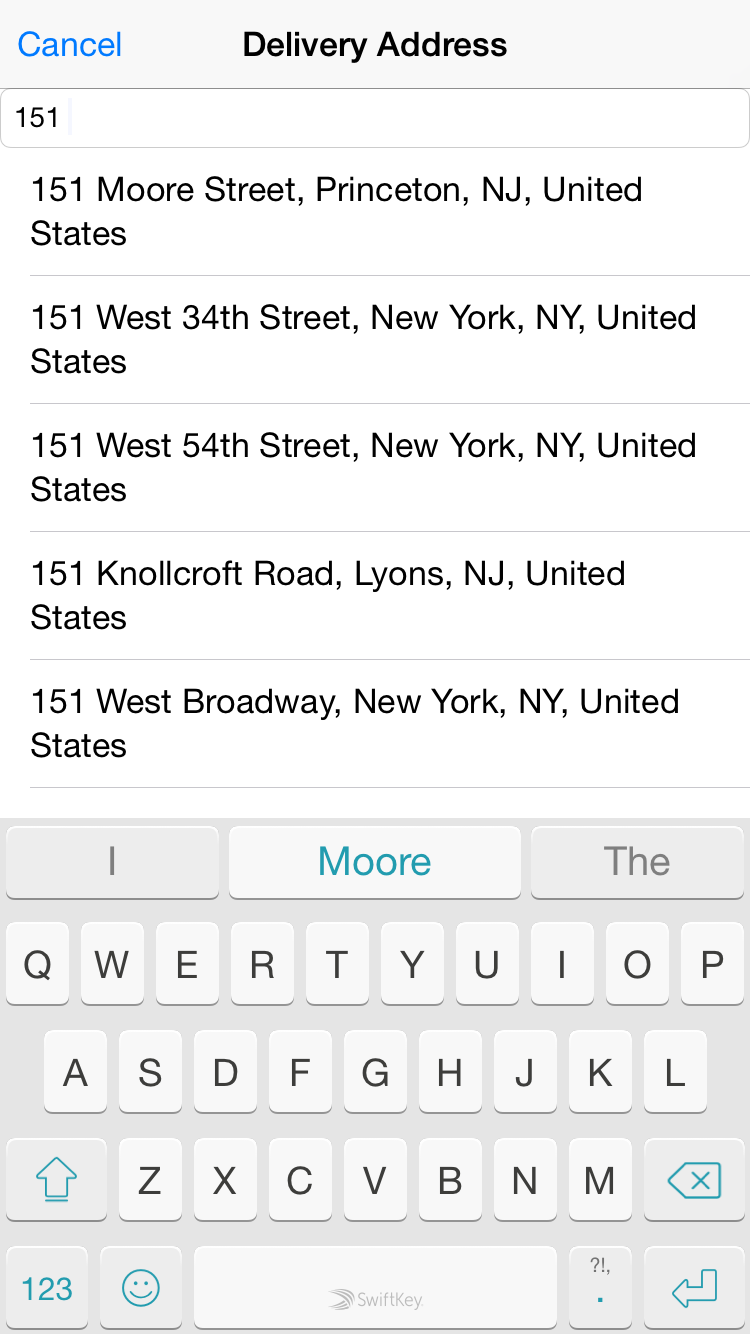 Cancel Delivery Address
151
151 Moore Street, Princeton, NJ, United
States
151 West 34th Street, New York, NY, United
States
151 West 54th Street, New York, NY, United
States
151 Knollcroft Road, Lyons, NJ, United
States
151 West Broadway, New York, NY, United
States
I Moore The
Q W E R T Y U I O P
A S D F G H J K L
Z X C V B N M
?!,
123 SwiftKey .